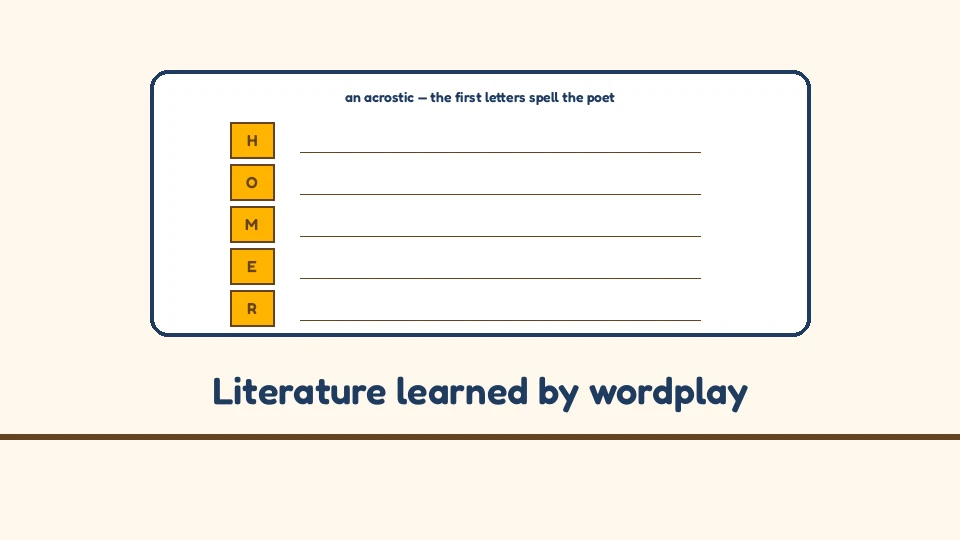 an acrostic — the first letters spell the poet
H
O
M
E
R
Literature learned by wordplay